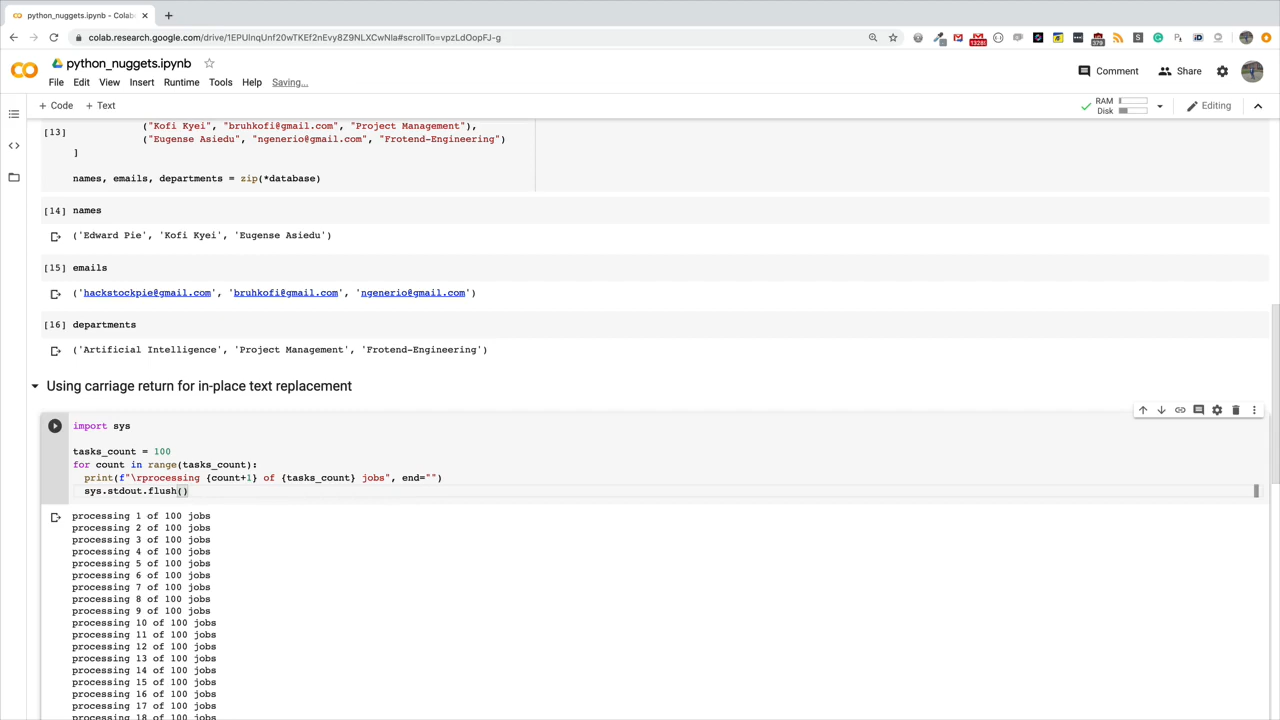 python_nuggets.ipynb - Colab
colab.research.google.com/drive/1EPUlnqUnf20wTKEf2nEvy8Z9NLXCwNla#scrollTo=vpzLdOopFJ-g
python_nuggets.ipynb
File Edit View Insert Runtime Tools Help Saving...
Comment
Share
+ Code + Text
RAM
Disk
Editing
[13]
("Kofi Kyei", "bruhkofi@gmail.com", "Project Management"),
("Eugense Asiedu", "ngenerio@gmail.com", "Frotend-Engineering")
]
names, emails, departments = zip(*database)
[14] names
('Edward Pie', 'Kofi Kyei', 'Eugense Asiedu')
[15] emails
('hackstockpie@gmail.com', 'bruhkofi@gmail.com', 'ngenerio@gmail.com')
[16] departments
('Artificial Intelligence', 'Project Management', 'Frotend-Engineering')
Using carriage return for in-place text replacement
import sys
tasks_count = 100
for count in range(tasks_count):
print(f"\rprocessing {count+1} of {tasks_count} jobs", end="")
sys.stdout.flush()
processing 1 of 100 jobs
processing 2 of 100 jobs
processing 3 of 100 jobs
processing 4 of 100 jobs
processing 5 of 100 jobs
processing 6 of 100 jobs
processing 7 of 100 jobs
processing 8 of 100 jobs
processing 9 of 100 jobs
processing 10 of 100 jobs
processing 11 of 100 jobs
processing 12 of 100 jobs
processing 13 of 100 jobs
processing 14 of 100 jobs
processing 15 of 100 jobs
processing 16 of 100 jobs
processing 17 of 100 jobs
processing 18 of 100 jobs